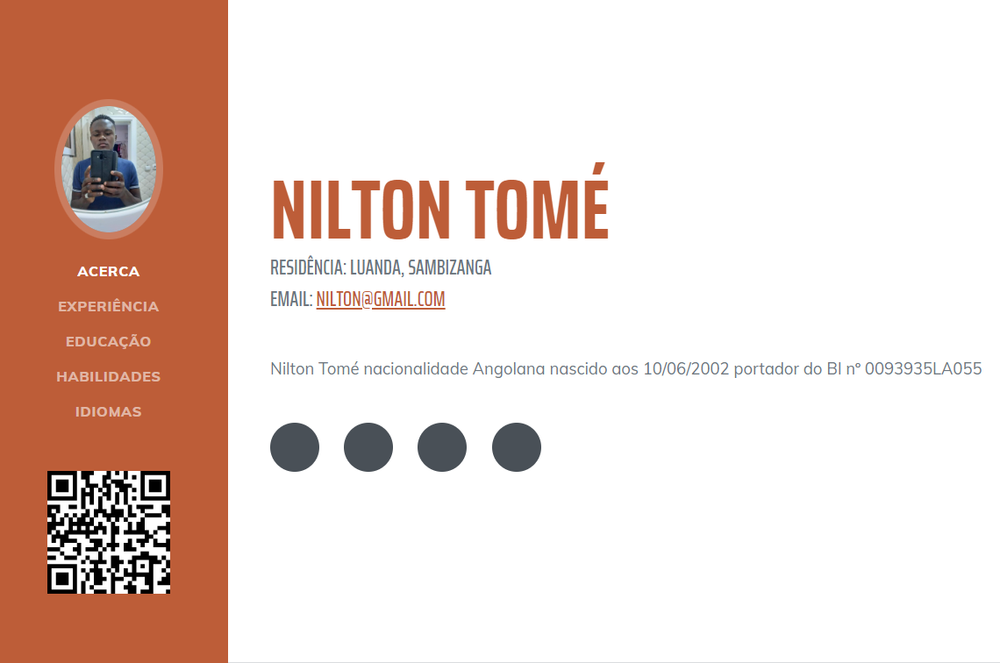 ACERCA
EXPERIÊNCIA
EDUCAÇÃO
HABILIDADES
IDIOMAS
NILTON TOMÉ
RESIDÊNCIA: LUANDA, SAMBIZANGA
EMAIL: NILTON@GMAIL.COM
Nilton Tomé nacionalidade Angolana nascido aos 10/06/2002 portador do BI nº 0093935LA055